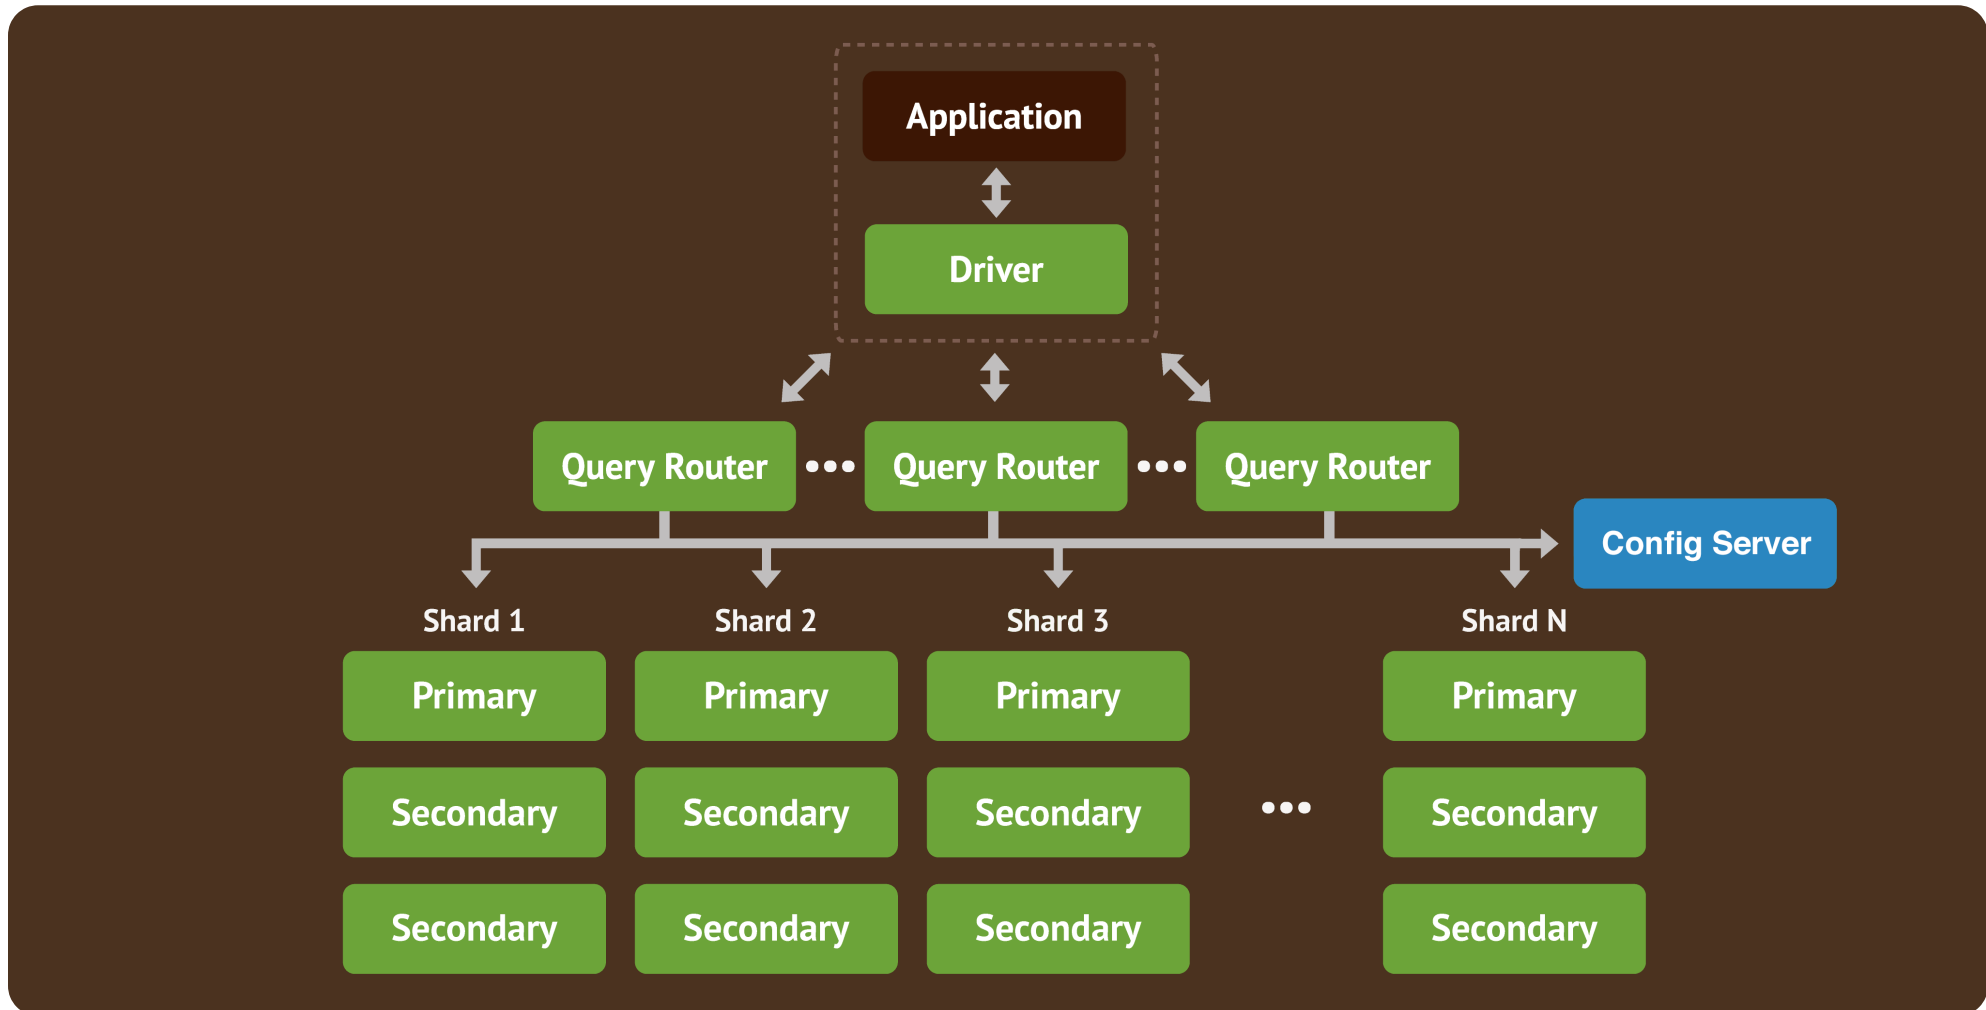 Application
Driver
Query Router ••• Query Router ••• Query Router
Config Server
Shard 1 Shard 2 Shard 3 Shard N
Primary Primary Primary Primary
Secondary Secondary Secondary ••• Secondary
Secondary Secondary Secondary Secondary